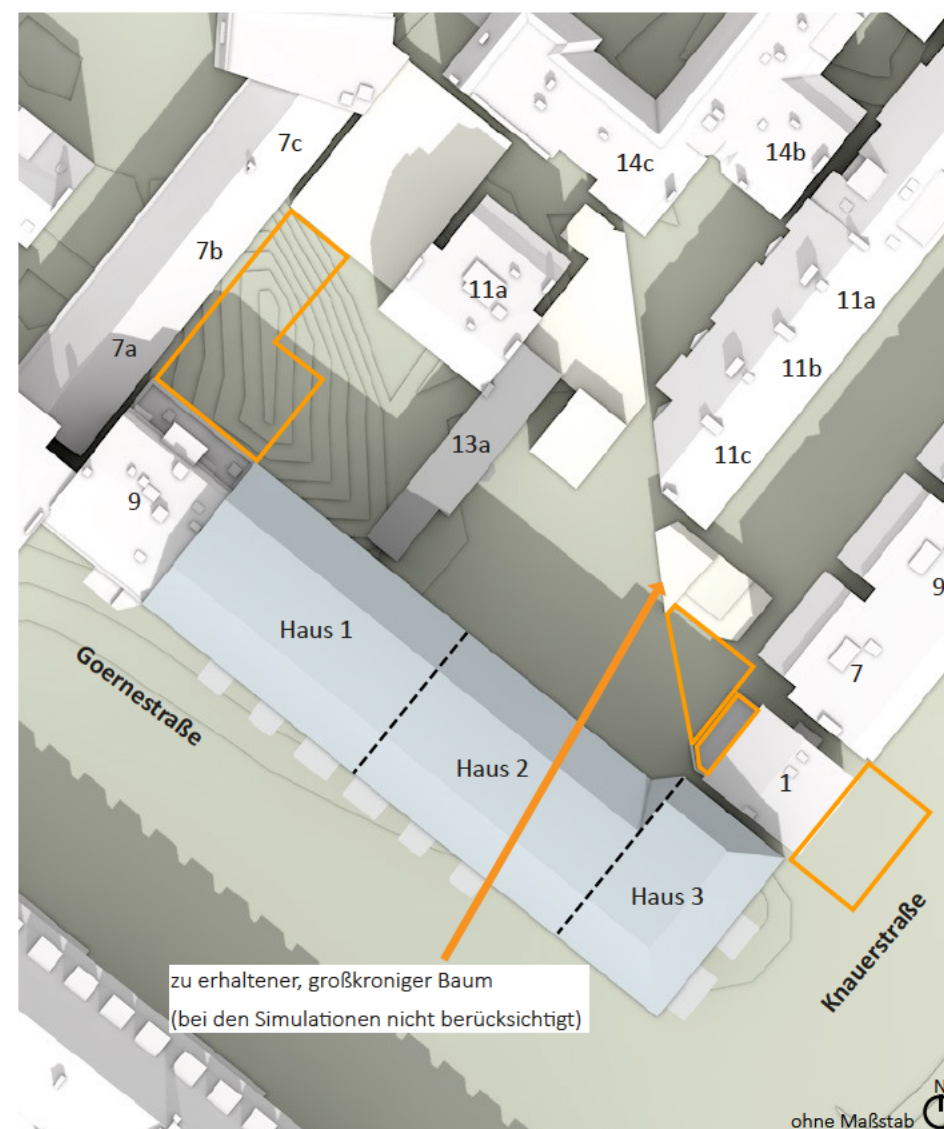 7c
14c
14b
7b
11a
11a
7a
11b
13a
11c
9
9
Haus 1
7
Goernestraße
Haus 2
1
Haus 3
Knauerstraße
zu erhaltener, großkroniger Baum
(bei den Simulationen nicht berücksichtigt)
N
ohne Maßstab